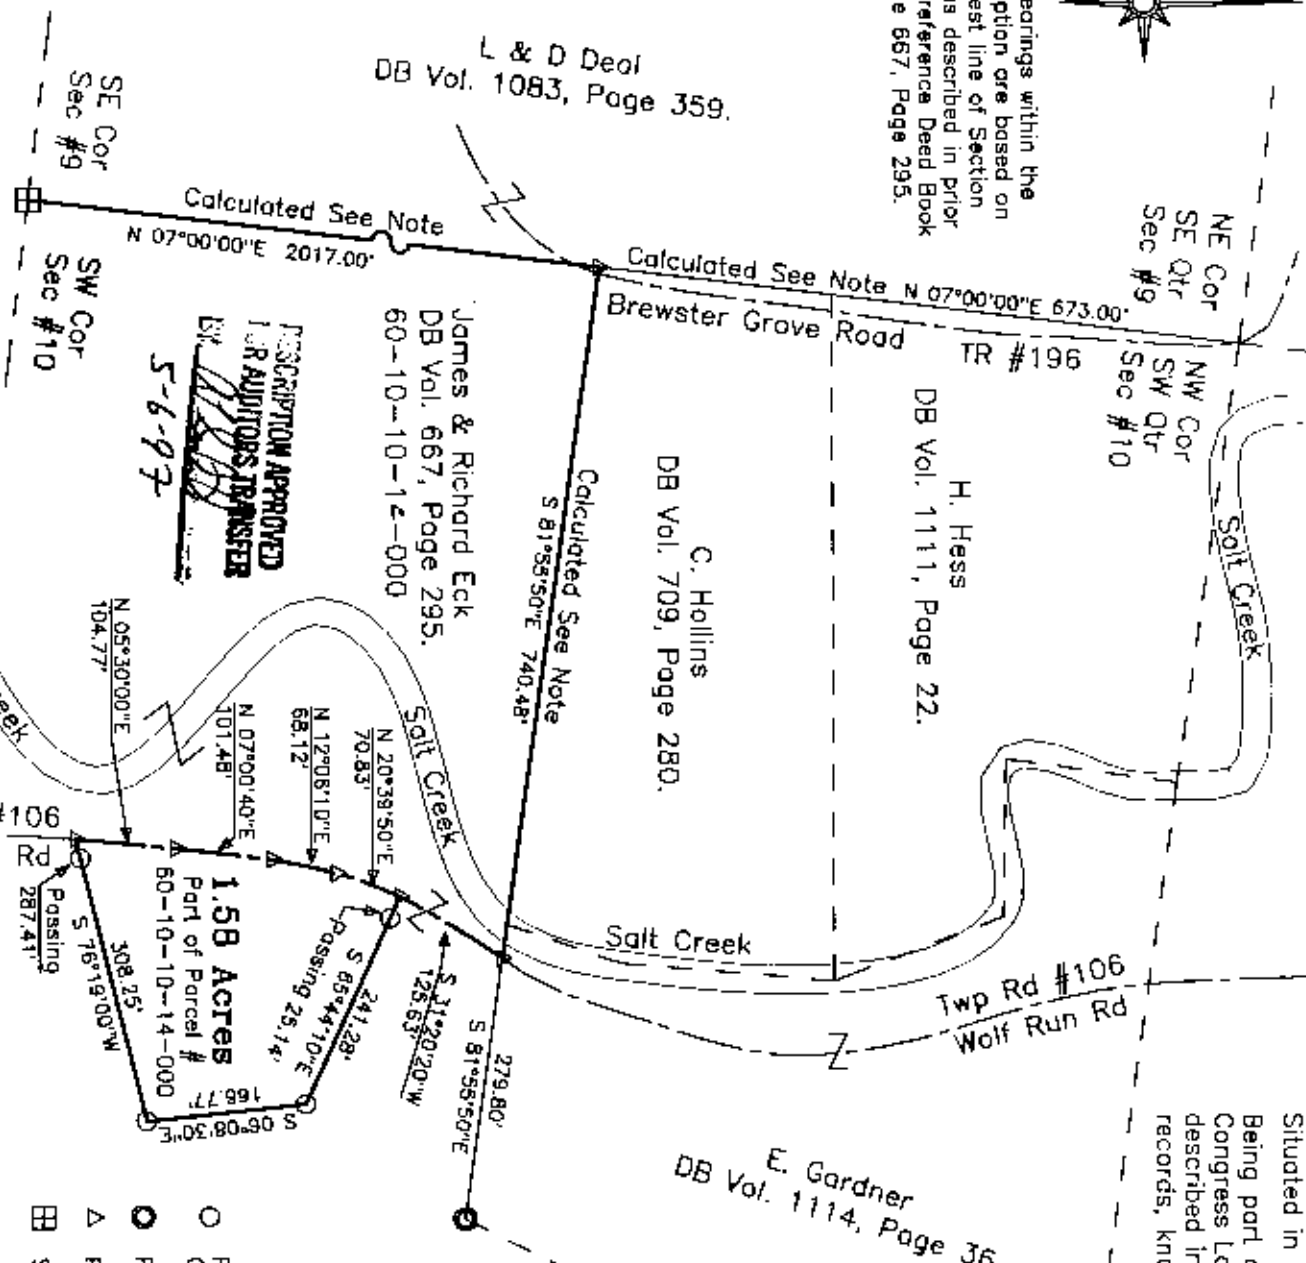 earings within the
ption are based on
est line of Section
s described in prior
reference Deed Book
e 667, Page 295.
L & D Deal
DB Vol. 1083, Page 359.
SE Cor
Sec #9
SW Cor
Sec #10
Calculated See Note
N 07°00'00"E 2017.00'
Calculated See Note N 07°00'00"E 673.00'
Brewster Grove Road
TR #196
NE Cor
SE Qtr
Sec #9
NW Cor
SW Qtr
Sec #10
James & Richard Eck
DB Vol. 667, Page 295.
60-10-10-14-000
DESCRIPTION APPROVED
FOR AUDITORS TRANSFER
5-6-97
Calculated See Note
S 81°55'50"E 740.48'
C. Hollins
DB Vol. 709, Page 280.
H. Hess
DB Vol. 1111, Page 22.
Salt Creek
Salt Creek
Salt Creek
eek
N 05°30'00"E
104.77'
N 07°00'40"E
101.48'
N 12°08'10"E
68.12'
N 20°39'50"E
70.83'
#106
Rd
Passing
287.41'
308.25'
S 76°19'00"W
1.58 Acres
Part of Parcel #
60-10-10-14-000
166.77'
S 06°08'30"E
Passing 25.14'
241.28'
S 65°44'10"E
S 31°20'20"W
125.63'
279.80'
S 81°55'50"E
Twp Rd #106
Wolf Run Rd
E. Gardner
DB Vol. 1114, Page 36
Situated in
Being part
Congress La
described in
records, kno